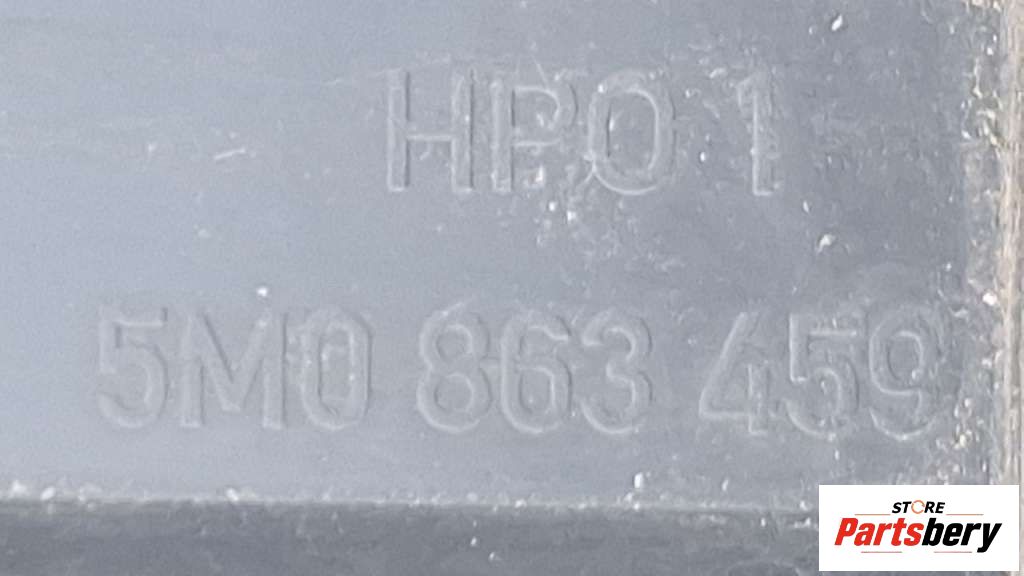 HPO 1
5M0 863 459
STORE
Partsbery